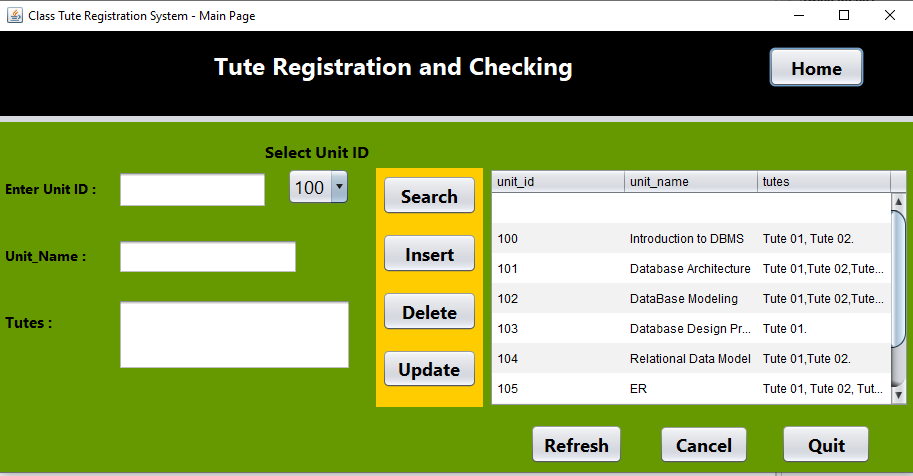 Class Tute Registration System - Main Page
Tute Registration and Checking
Home
Select Unit ID
Enter Unit ID :
100
Unit_Name :
Tutes :
Search
Insert
Delete
Update
unit_id unit_name tutes
100 Introduction to DBMS Tute 01, Tute 02.
101 Database Architecture Tute 01,Tute 02,Tute...
102 DataBase Modeling Tute 01,Tute 02,Tute...
103 Database Design Pr... Tute 01.
104 Relational Data Model Tute 01,Tute 02.
105 ER Tute 01, Tute 02, Tut...
Refresh
Cancel
Quit